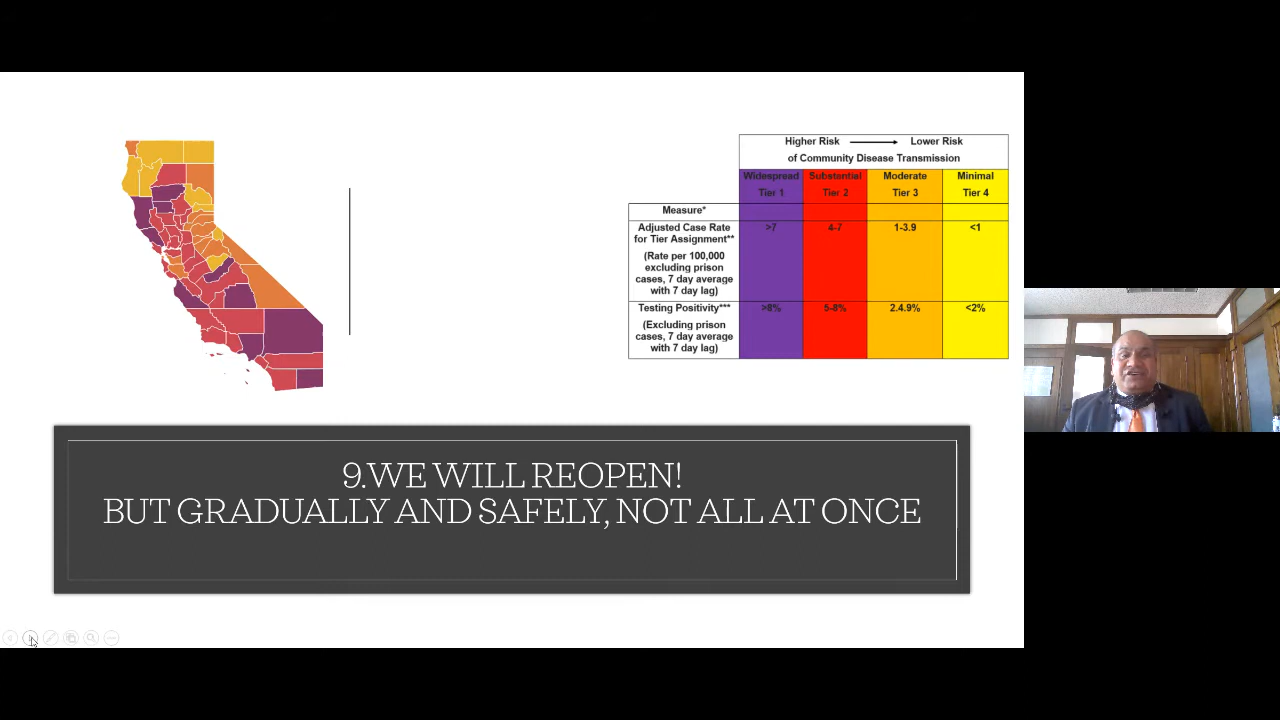 Higher Risk Lower Risk
of Community Disease Transmission
Widespread Substantial Moderate Minimal
Tier 1 Tier 2 Tier 3 Tier 4
Measure*
Adjusted Case Rate >7 4-7 1-3.9 <1
for Tier Assignment**
(Rate per 100,000
excluding prison
cases, 7 day average
with 7 day lag)
Testing Positivity*** >8% 5-8% 2.4.9% <2%
(Excluding prison
cases, 7 day average
with 7 day lag)
9.WE WILL REOPEN!
BUT GRADUALLY AND SAFELY, NOT ALL AT ONCE